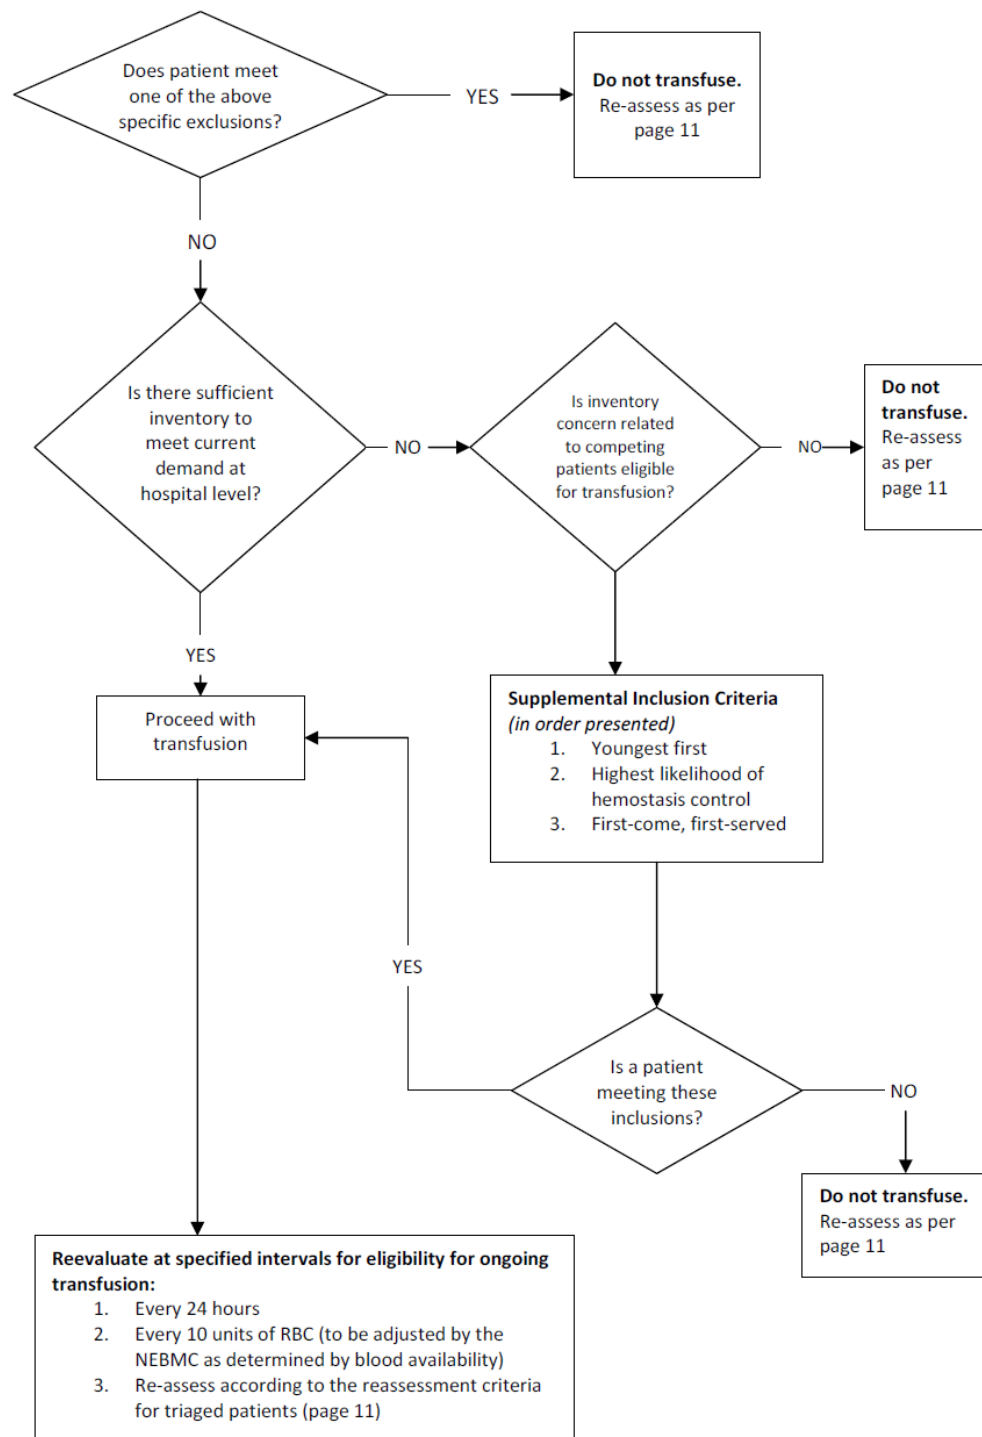 Does patient meet
one of the above
specific exclusions?
YES
Do not transfuse.
Re-assess as per
page 11
NO
Is there sufficient
inventory to
meet current
demand at
hospital level?
NO
Is inventory
concern related
to competing
patients eligible
for transfusion?
NO
Do not
transfuse.
Re-assess
as per
page 11
YES
Proceed with
transfusion
Supplemental Inclusion Criteria
(in order presented)
1. Youngest first
2. Highest likelihood of
hemostasis control
3. First-come, first-served
YES
Is a patient
meeting these
inclusions?
NO
Do not transfuse.
Re-assess as per
page 11
Reevaluate at specified intervals for eligibility for ongoing
transfusion:
1. Every 24 hours
2. Every 10 units of RBC (to be adjusted by the
NEBMC as determined by blood availability)
3. Re-assess according to the reassessment criteria
for triaged patients (page 11)